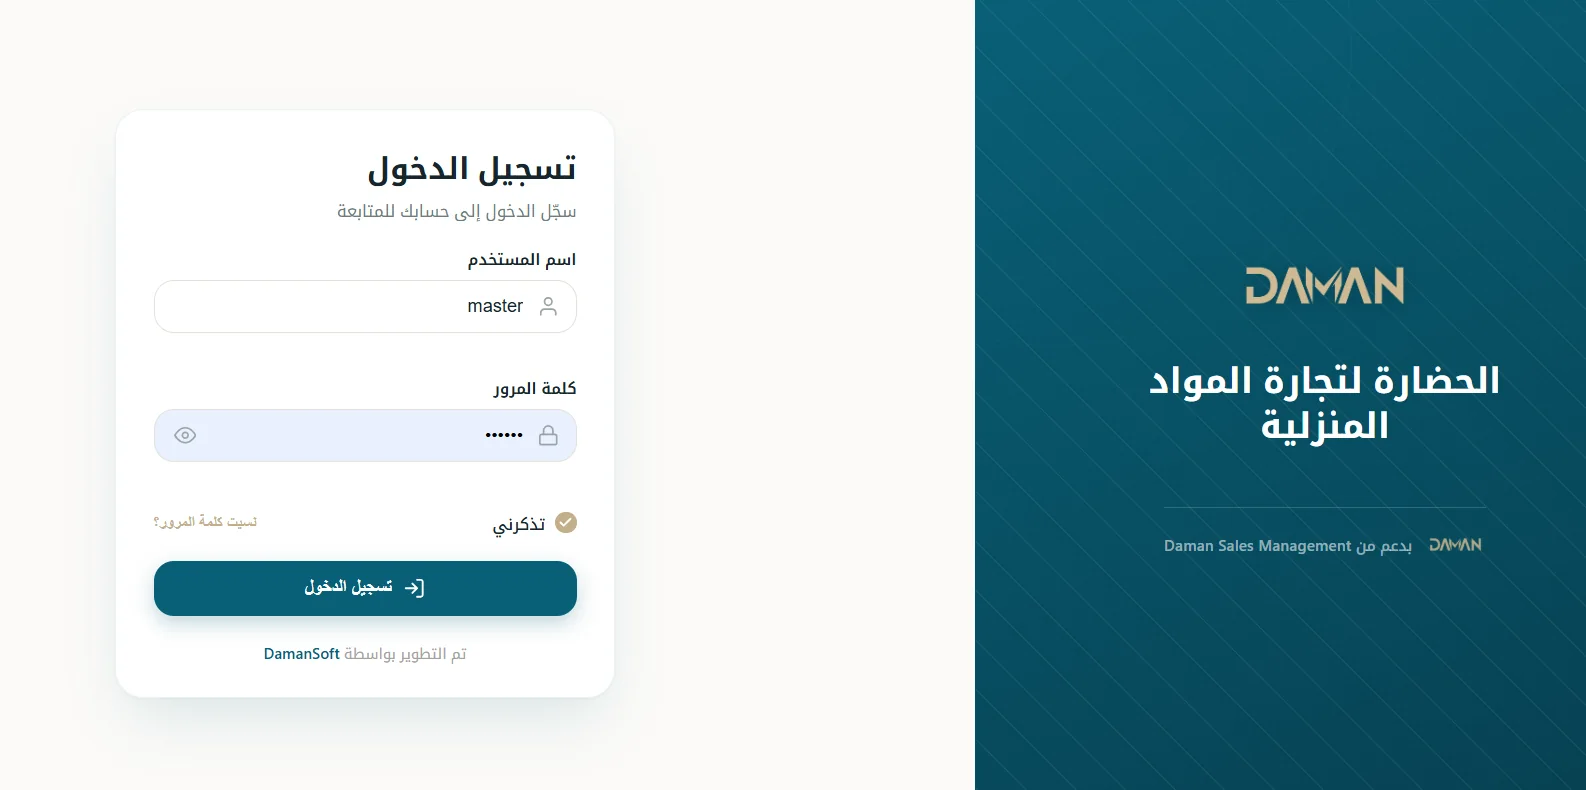 DAMAN
الحضارة لتجارة المواد
المنزلية
DAMAN بدعم من Daman Sales Management
تسجيل الدخول
سجّل الدخول إلى حسابك للمتابعة
اسم المستخدم
master
كلمة المرور
••••••
تذكرني
نسيت كلمة المرور؟
تسجيل الدخول
تم التطوير بواسطة DamanSoft